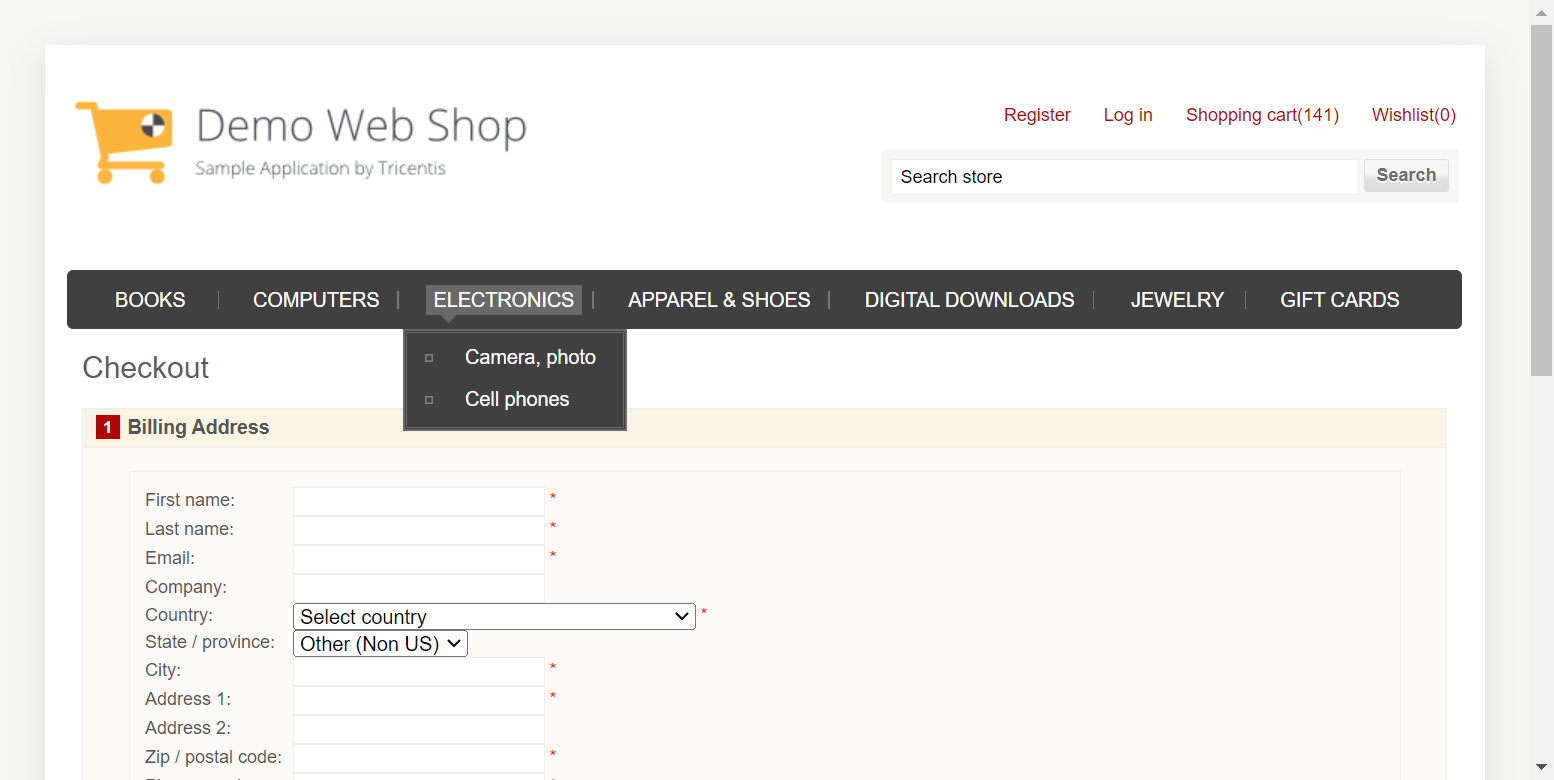 Demo Web Shop
Sample Application by Tricentis
Register Log in Shopping cart(141) Wishlist(0)
Search store Search
BOOKS COMPUTERS ELECTRONICS APPAREL & SHOES DIGITAL DOWNLOADS JEWELRY GIFT CARDS
Camera, photo
Cell phones
Checkout
1 Billing Address
First name: *
Last name: *
Email: *
Company:
Country: Select country *
State / province: Other (Non US)
City: *
Address 1: *
Address 2:
Zip / postal code: *